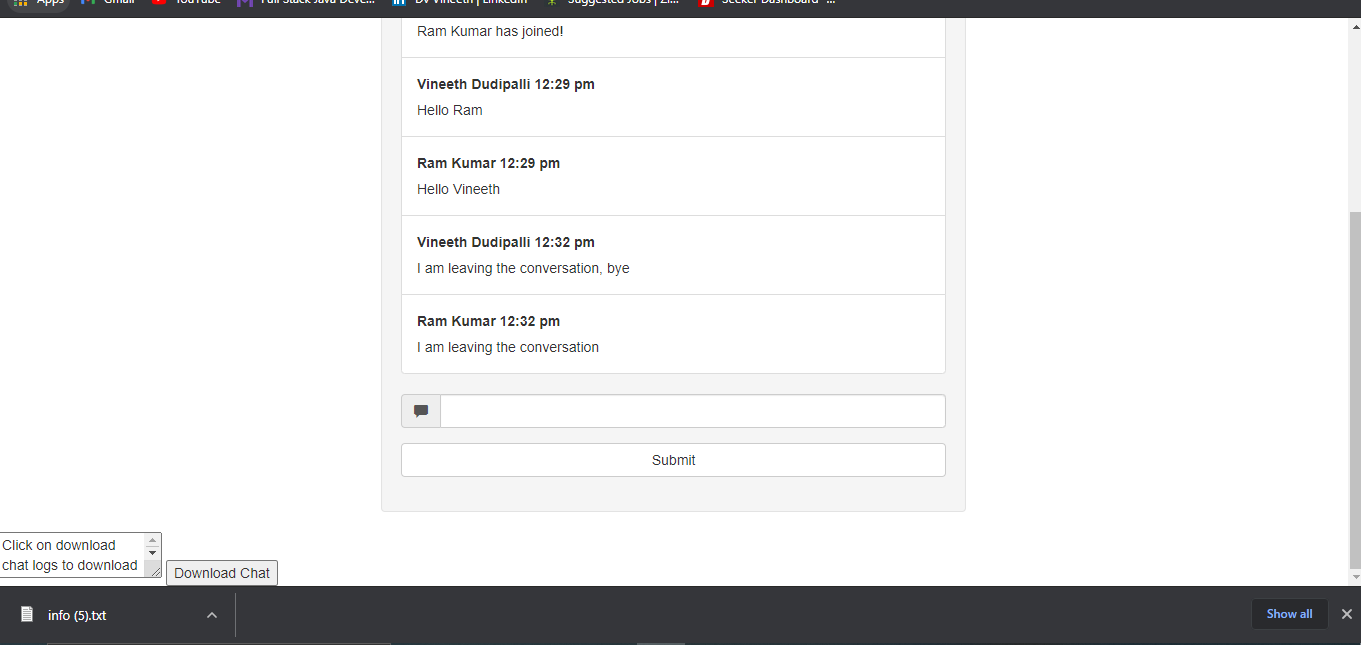 Apps Gmail YouTube Full Stack Java Deve... DV Vineeth | LinkedIn Suggested Jobs | Zi... Seeker Dashboard - ...
Ram Kumar has joined!
Vineeth Dudipalli 12:29 pm
Hello Ram
Ram Kumar 12:29 pm
Hello Vineeth
Vineeth Dudipalli 12:32 pm
I am leaving the conversation, bye
Ram Kumar 12:32 pm
I am leaving the conversation
Submit
Click on download
chat logs to download
Download Chat
info (5).txt
Show all